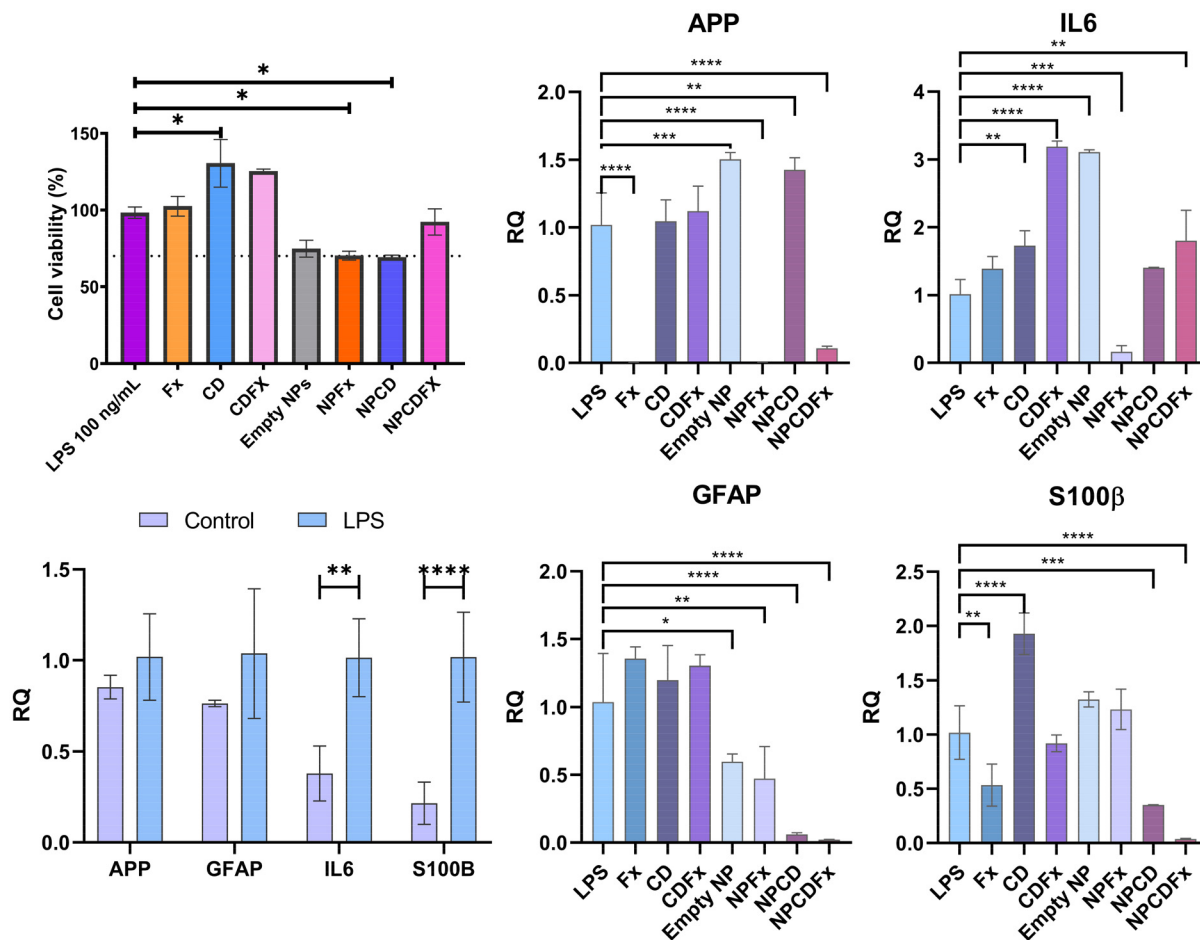 Cell viability (%)
150
100
50
0
*
*
*
LPS 100 ng/mL
Fx
CD
CDFX
Empty NPs
NPFx
NPCD
NPCDFX
APP
RQ
2.0
1.5
1.0
0.5
0.0
****
**
****
***
****
LPS
Fx
CD
CDFx
Empty NP
NPFx
NPCD
NPCDFx
IL6
RQ
4
3
2
1
0
**
***
****
****
**
LPS
Fx
CD
CDFx
Empty NP
NPFx
NPCD
NPCDFx
Control
LPS
RQ
1.5
1.0
0.5
0.0
**
****
APP
GFAP
IL6
S100B
GFAP
RQ
2.0
1.5
1.0
0.5
0.0
****
****
**
*
LPS
Fx
CD
CDFx
Empty NP
NPFx
NPCD
NPCDFx
S100β
RQ
2.5
2.0
1.5
1.0
0.5
0.0
****
***
****
**
LPS
Fx
CD
CDFx
Empty NP
NPFx
NPCD
NPCDFx